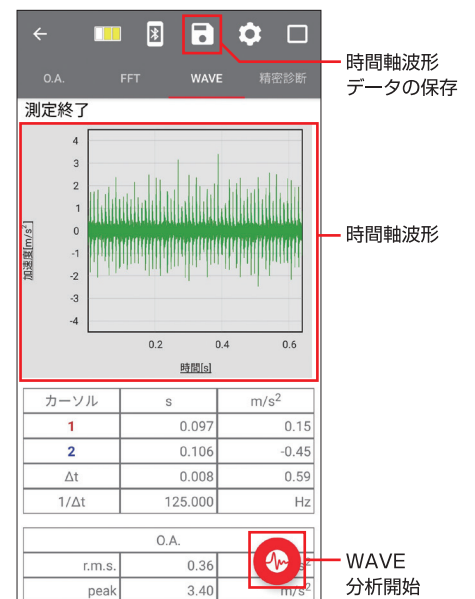 時間軸波形
データの保存
O.A. FFT WAVE 精密診断
測定終了
4
3
2
1
0
-1
-2
-3
-4
加速度[m/s²]
0.2 0.4 0.6
時間[s]
時間軸波形
カーソル s m/s²
1 0.097 0.15
2 0.106 -0.45
Δt 0.008 0.59
1/Δt 125.000 Hz
O.A.
r.m.s. 0.36
peak 3.40 m/s²
WAVE
分析開始